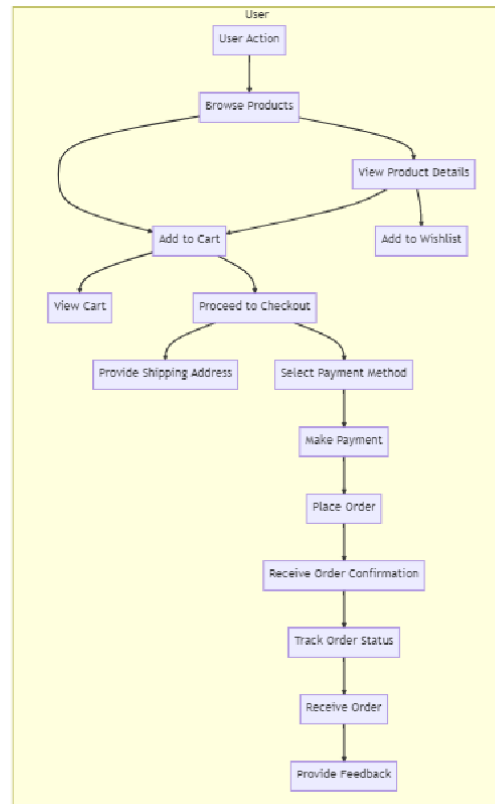 User
User Action
Browse Products
View Product Details
Add to Cart
Add to Wishlist
View Cart
Proceed to Checkout
Provide Shipping Address
Select Payment Method
Make Payment
Place Order
Receive Order Confirmation
Track Order Status
Receive Order
Provide Feedback